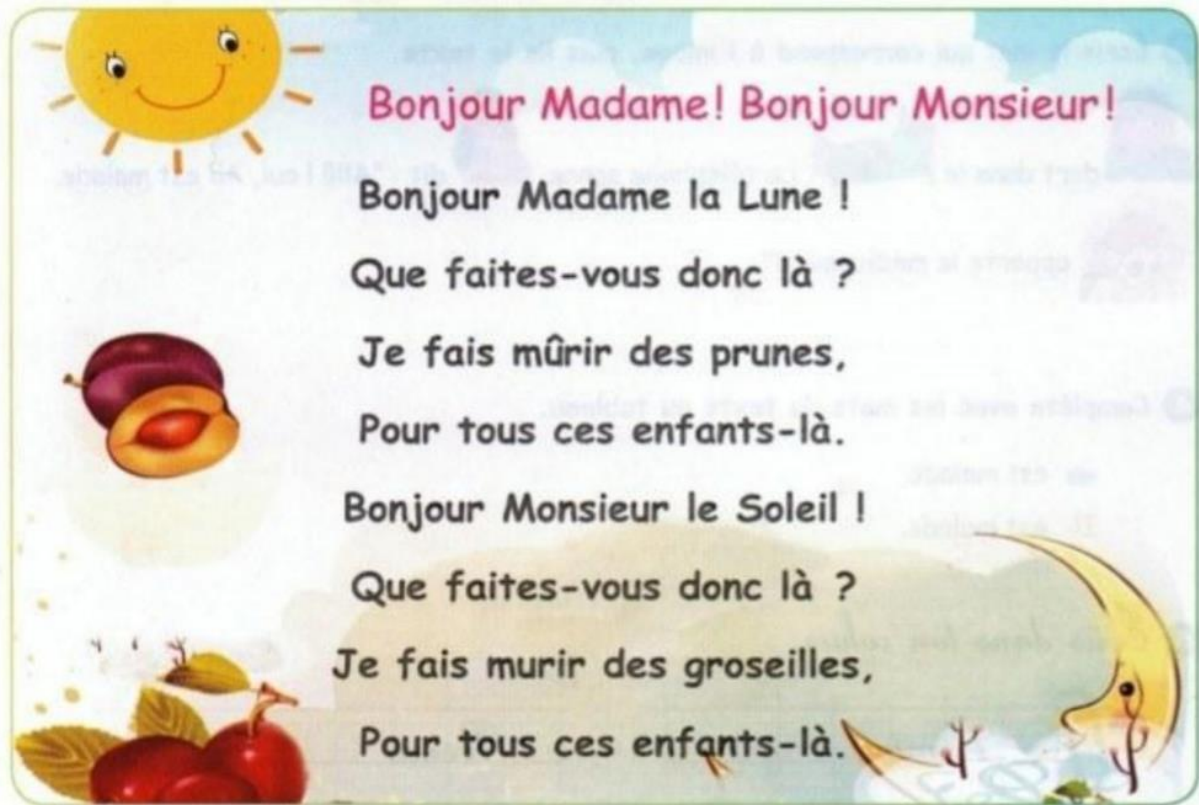 Bonjour Madame! Bonjour Monsieur!
Bonjour Madame la Lune !
Que faites-vous donc là ?
Je fais mûrir des prunes,
Pour tous ces enfants-là.
Bonjour Monsieur le Soleil !
Que faites-vous donc là ?
Je fais murir des groseilles,
Pour tous ces enfants-là.